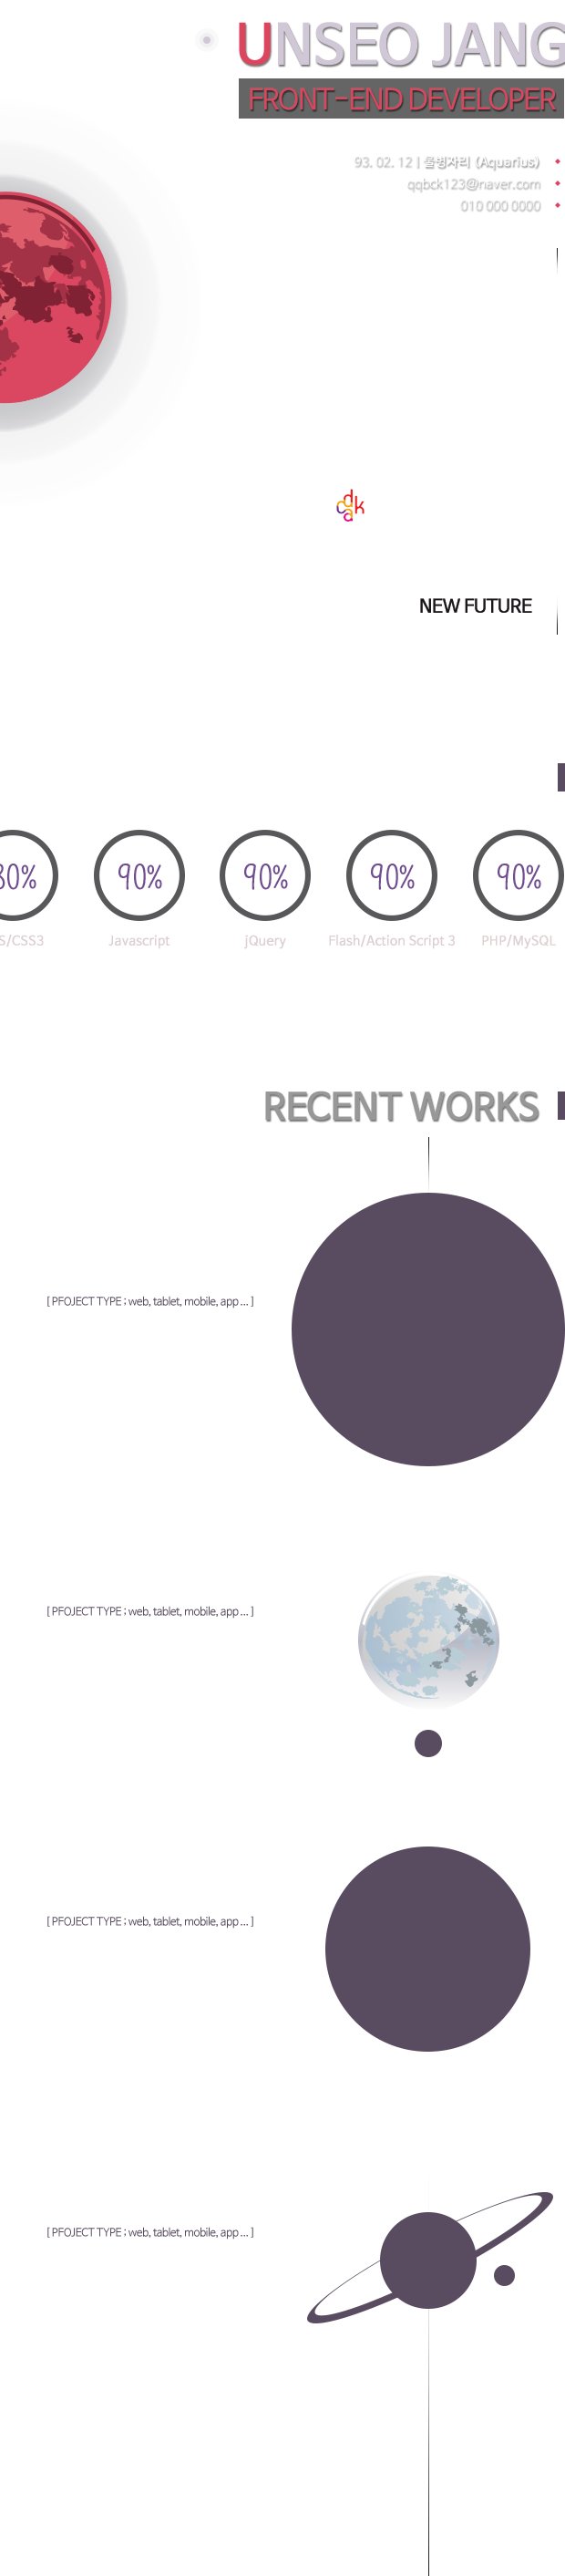 UNSEO JANG
FRONT-END DEVELOPER
93. 02. 12 | 물병자리 (Aquarius)
qqbck123@naver.com
010 000 0000
NEW FUTURE
80% 90% 90% 90% 90%
S/CSS3 Javascript jQuery Flash/Action Script 3 PHP/MySQL
RECENT WORKS
[ PFOJECT TYPE ; web, tablet, mobile, app ... ]
[ PFOJECT TYPE ; web, tablet, mobile, app ... ]
[ PFOJECT TYPE ; web, tablet, mobile, app ... ]
[ PFOJECT TYPE ; web, tablet, mobile, app ... ]